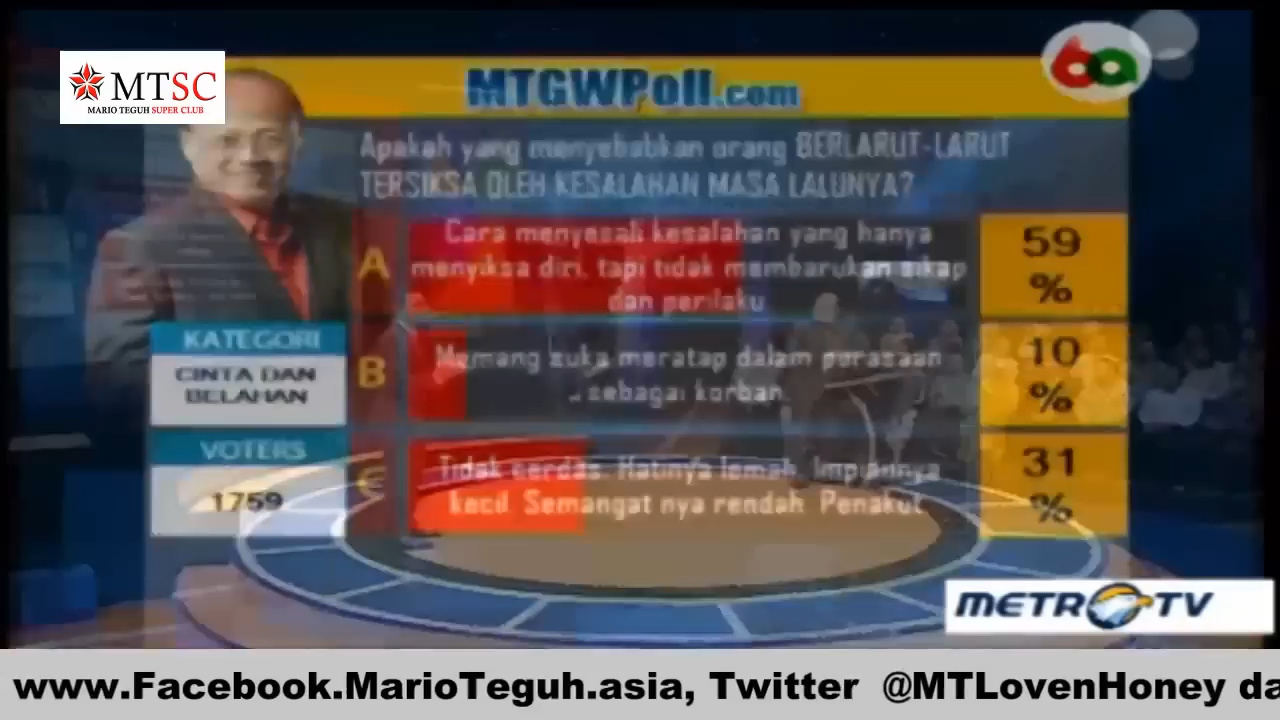 MTSC
MARIO TEGUH SUPER CLUB
MTGWPoll.com
Apakah yang menyebabkan orang BERLARUT-LARUT
TERSIKSA OLEH KESALAHAN MASA LALUNYA?
A
Cara menyesali kesalahan yang hanya
menyiksa diri, tapi tidak membarukan sikap
dan perilaku
59
%
B
Memang suka meratap dalam perasaan
sebagai korban.
10
%
C
Tidak cerdas. Hatinya lemah. Impiannya
kecil. Semangat nya rendah. Penakut.
31
%
KATEGORI
CINTA DAN
BELAHAN
VOTERS
1759
METRO TV
www.Facebook.MarioTeguh.asia, Twitter @MTLovenHoney da